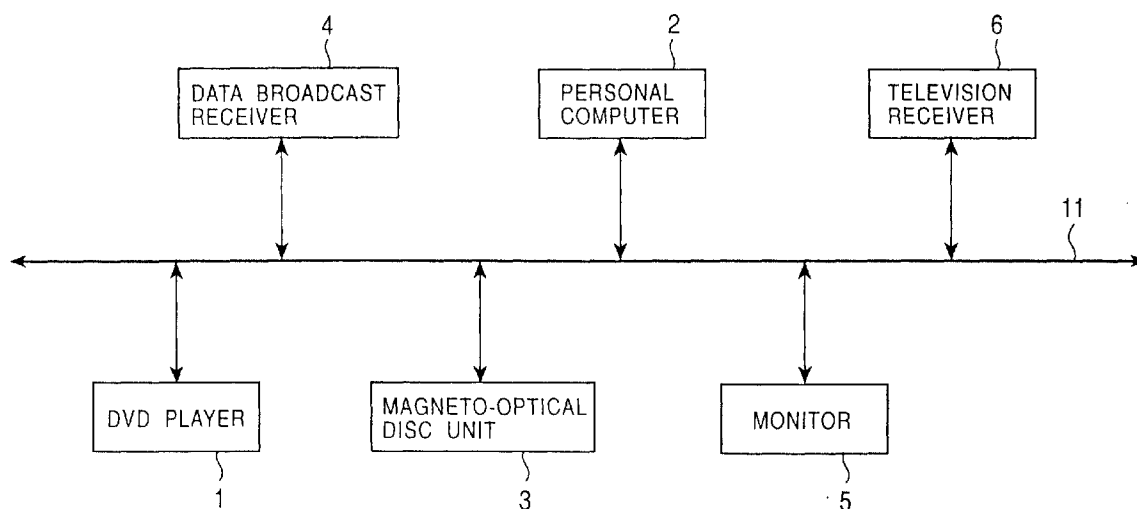 4
2
6
DATA BROADCAST
RECEIVER
PERSONAL
COMPUTER
TELEVISION
RECEIVER
11
DVD PLAYER
MAGNETO-OPTICAL
DISC UNIT
MONITOR
1
3
5